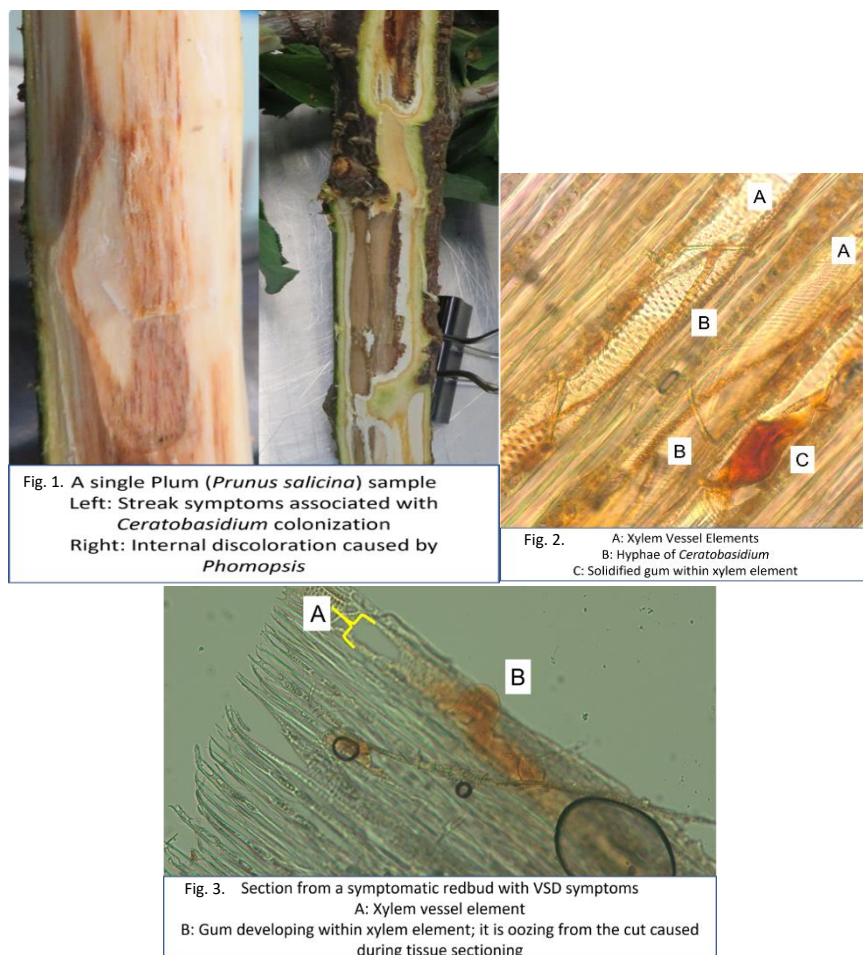 Fig. 1. A single Plum (Prunus salicina) sample
Left: Streak symptoms associated with
Ceratobasidium colonization
Right: Internal discoloration caused by
Phomopsis
A
A
B
B
C
Fig. 2. A: Xylem Vessel Elements
B: Hyphae of Ceratobasidium
C: Solidified gum within xylem element
A
B
Fig. 3. Section from a symptomatic redbud with VSD symptoms
A: Xylem vessel element
B: Gum developing within xylem element; it is oozing from the cut caused
during tissue sectioning